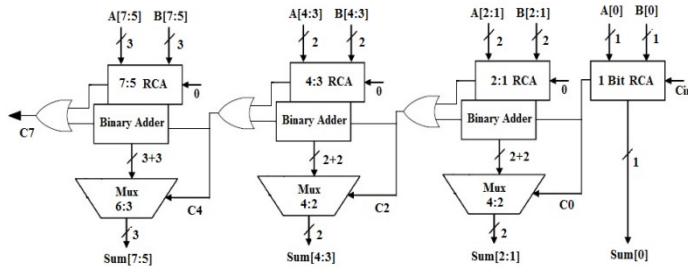 A[7:5] B[7:5] A[4:3] B[4:3] A[2:1] B[2:1] A[0] B[0]
3 3 2 2 2 2 1 1
7:5 RCA 4:3 RCA 2:1 RCA 1 Bit RCA
0 0 0 Cin
Binary Adder Binary Adder Binary Adder
C7
3+3 2+2 2+2 1
Mux Mux Mux
6:3 4:2 4:2
C4 C2 C0
3 2 2
Sum[7:5] Sum[4:3] Sum[2:1] Sum[0]